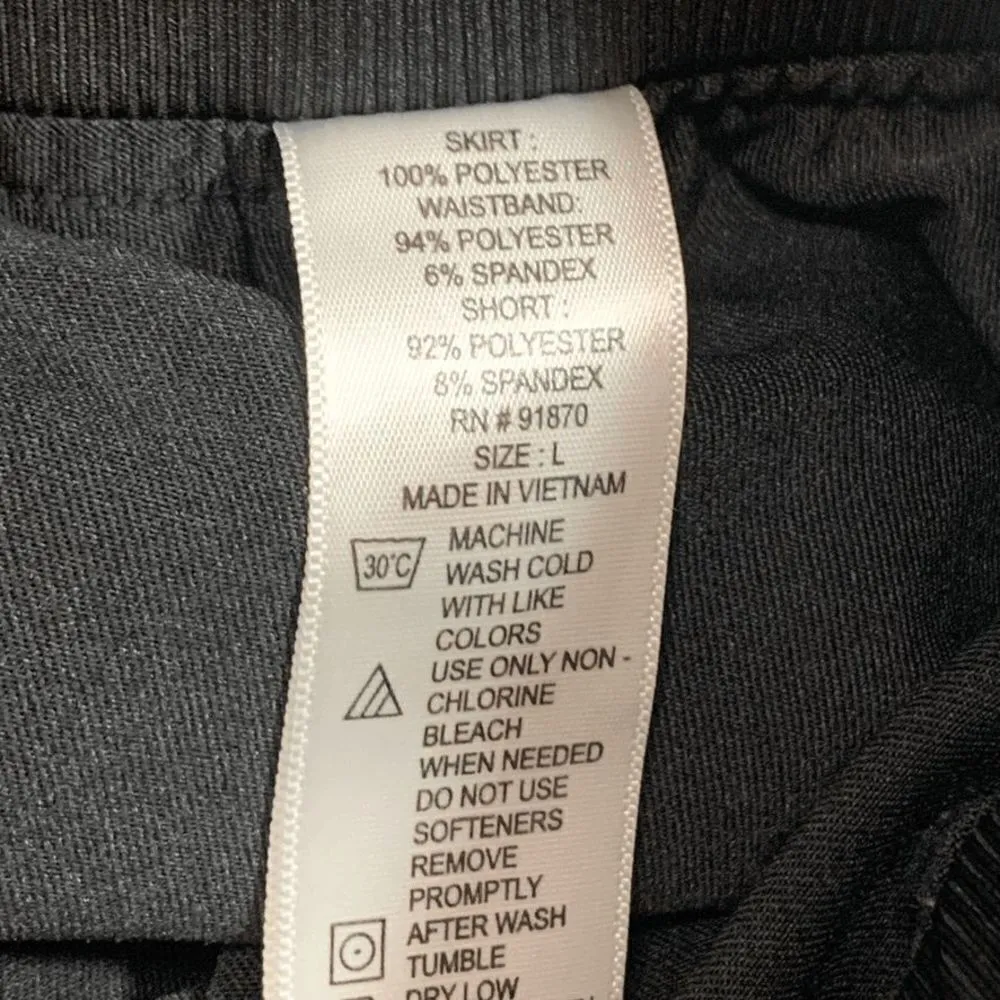 SKIRT :
100% POLYESTER
WAISTBAND:
94% POLYESTER
6% SPANDEX
SHORT :
92% POLYESTER
8% SPANDEX
RN # 91870
SIZE : L
MADE IN VIETNAM
30°C MACHINE
WASH COLD
WITH LIKE
COLORS
USE ONLY NON -
CHLORINE
BLEACH
WHEN NEEDED
DO NOT USE
SOFTENERS
REMOVE
PROMPTLY
AFTER WASH
TUMBLE
DRY LOW